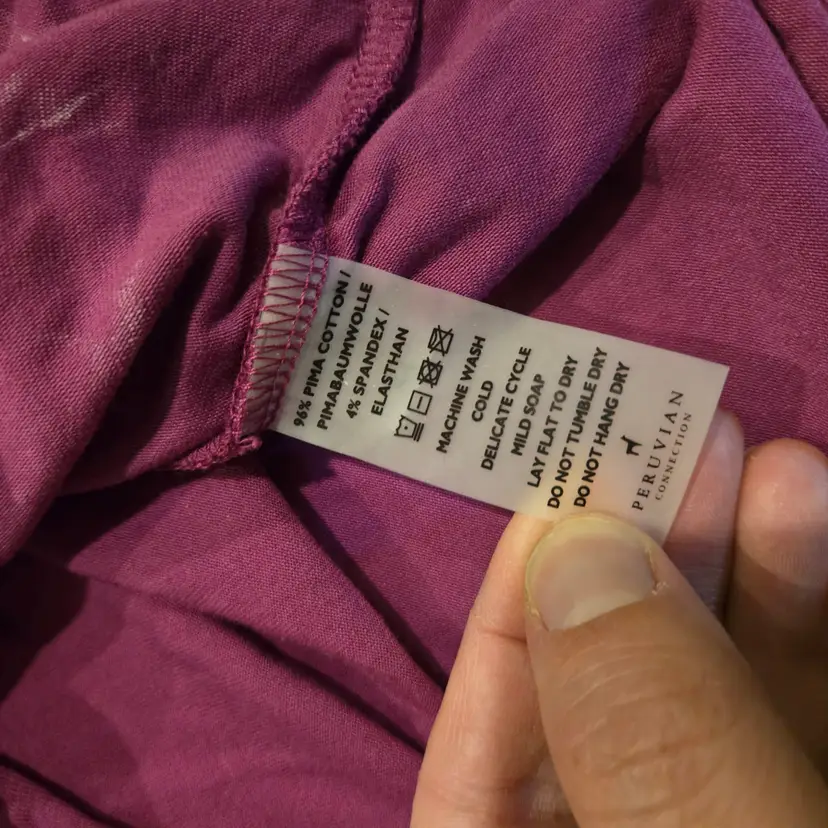 96% PIMA COTTON /
PIMABAUMWOLLE
4% SPANDEX /
ELASTHAN
MACHINE WASH
COLD
DELICATE CYCLE
MILD SOAP
LAY FLAT TO DRY
DO NOT TUMBLE DRY
DO NOT HANG DRY
PERUVIAN
CONNECTION